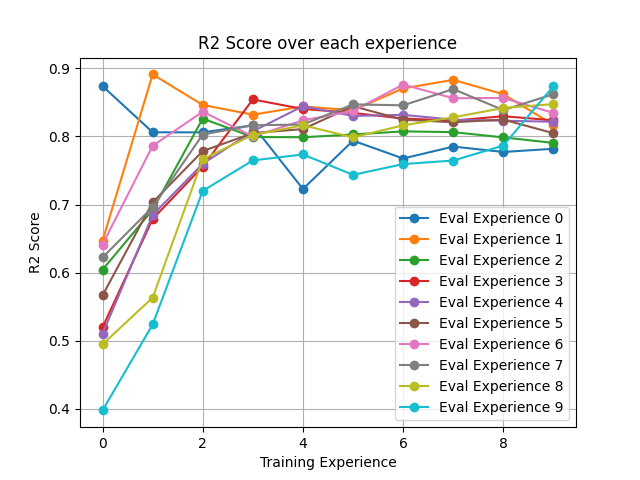 R2 Score over each experience
R2 Score
0.9
0.8
0.7
0.6
0.5
0.4
0 2 4 6 8
Training Experience
Eval Experience 0
Eval Experience 1
Eval Experience 2
Eval Experience 3
Eval Experience 4
Eval Experience 5
Eval Experience 6
Eval Experience 7
Eval Experience 8
Eval Experience 9